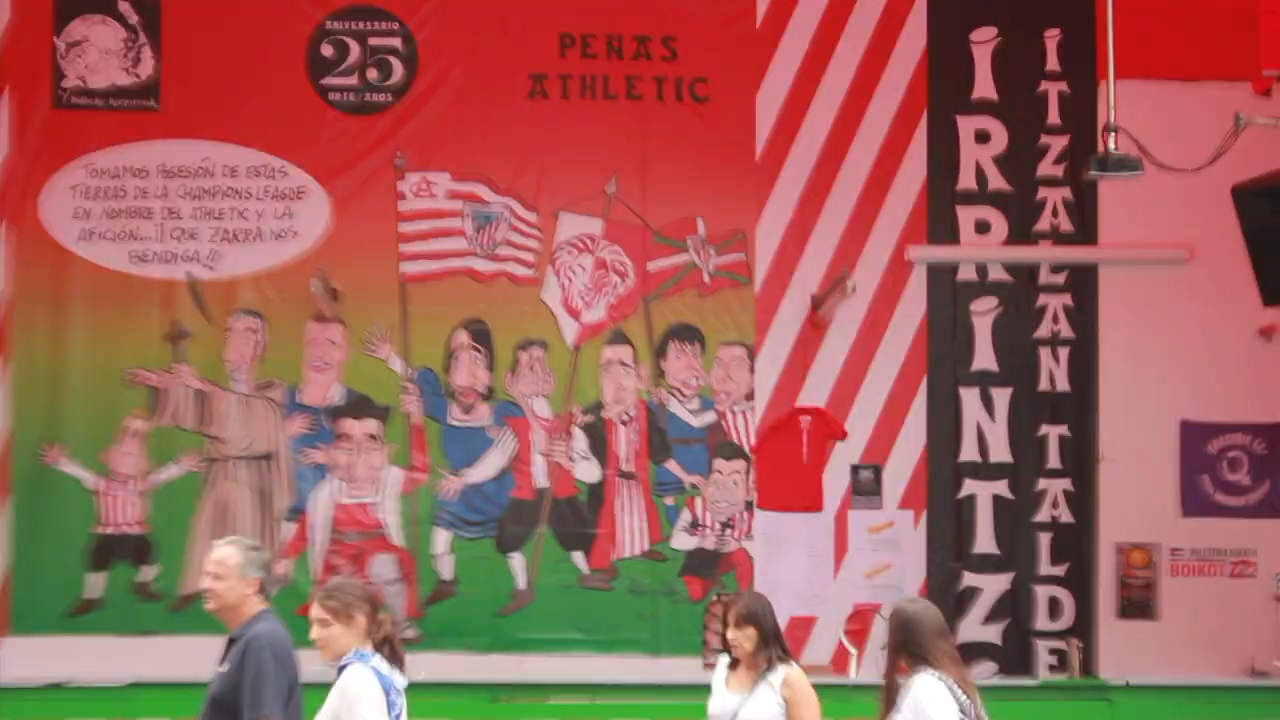 ANIVERSARIO
25
URTE/AÑOS
PEÑAS
ATHLETIC
TOMAMOS POSESIÓN DE ESTAS
TIERRAS DE LA CHAMPIONS LEAGUE
EN NOMBRE DEL ATHLETIC Y LA
AFICIÓN...¡¡ QUE ZARRA NOS
BENDIGA !!!
IRRINTZ
ITZALAN TALDE
BOIKOT